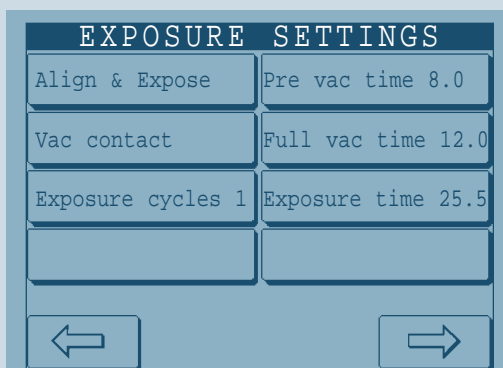 EXPOSURE SETTINGS
Align & Expose
Pre vac time 8.0
Vac contact
Full vac time 12.0
Exposure cycles 1
Exposure time 25.5